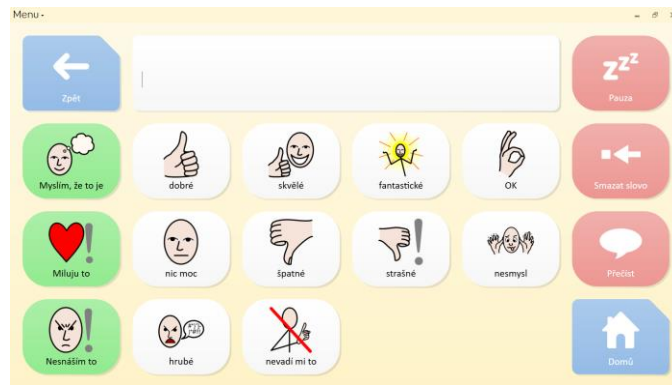 Menu
Zpět
zzz
Pauza
Myslím, že to je
dobré
skvělé
fantastické
OK
Smazat slovo
Miluju to
nic moc
špatné
strašné
nesmysl
Přečíst
Nesnáším to
hrubé
nevadí mi to
Domů